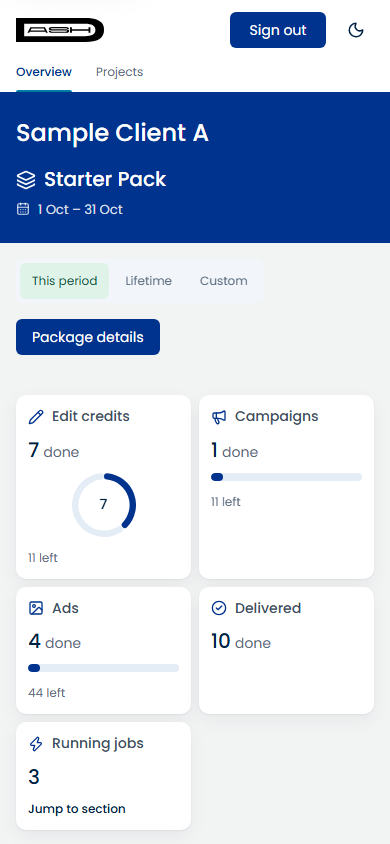 ASH
Sign out
Overview Projects
Sample Client A
Starter Pack
1 Oct – 31 Oct
This period Lifetime Custom
Package details
Edit credits
7 done
7
11 left
Campaigns
1 done
11 left
Ads
4 done
44 left
Delivered
10 done
Running jobs
3
Jump to section